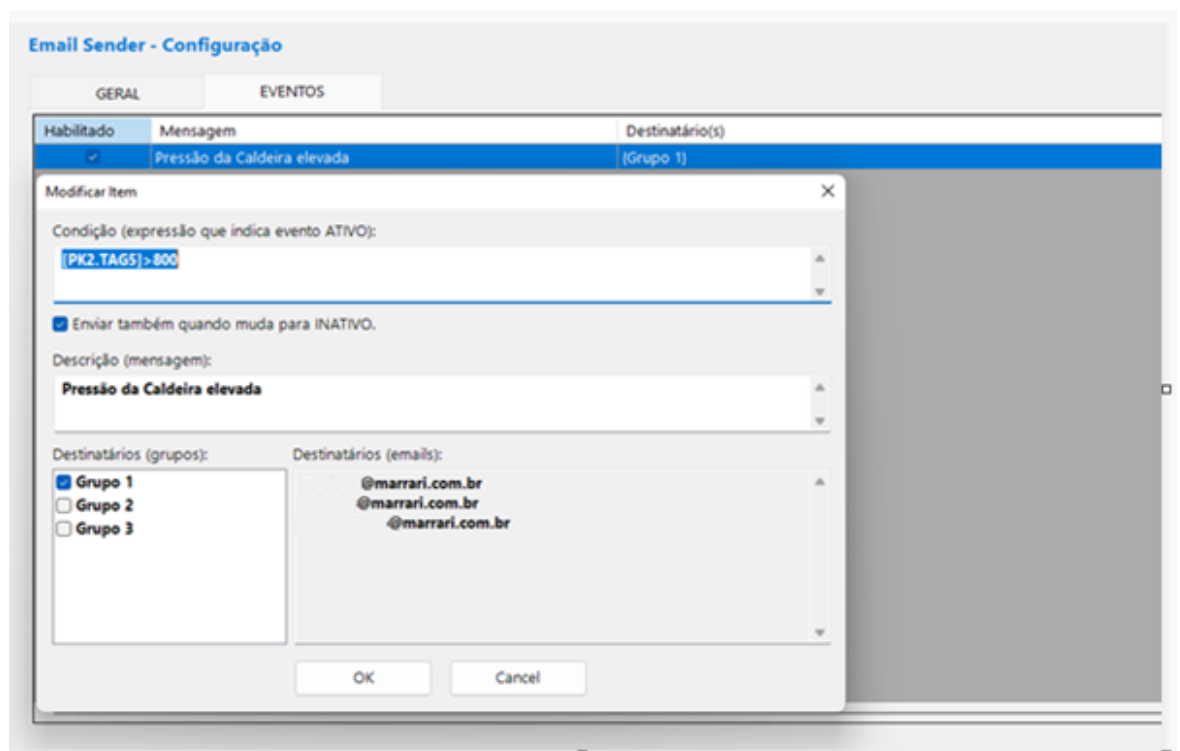 Email Sender - Configuração
GERAL EVENTOS
Habilitado Mensagem Destinatário(s)
Pressão da Caldeira elevada (Grupo 1)
Modificar Item
Condição (expressão que indica evento ATIVO):
[PK2.TAG5]>800
Enviar também quando muda para INATIVO.
Descrição (mensagem):
Pressão da Caldeira elevada
Destinatários (grupos): Destinatários (emails):
Grupo 1 @marrari.com.br
Grupo 2 @marrari.com.br
Grupo 3 @marrari.com.br
OK Cancel